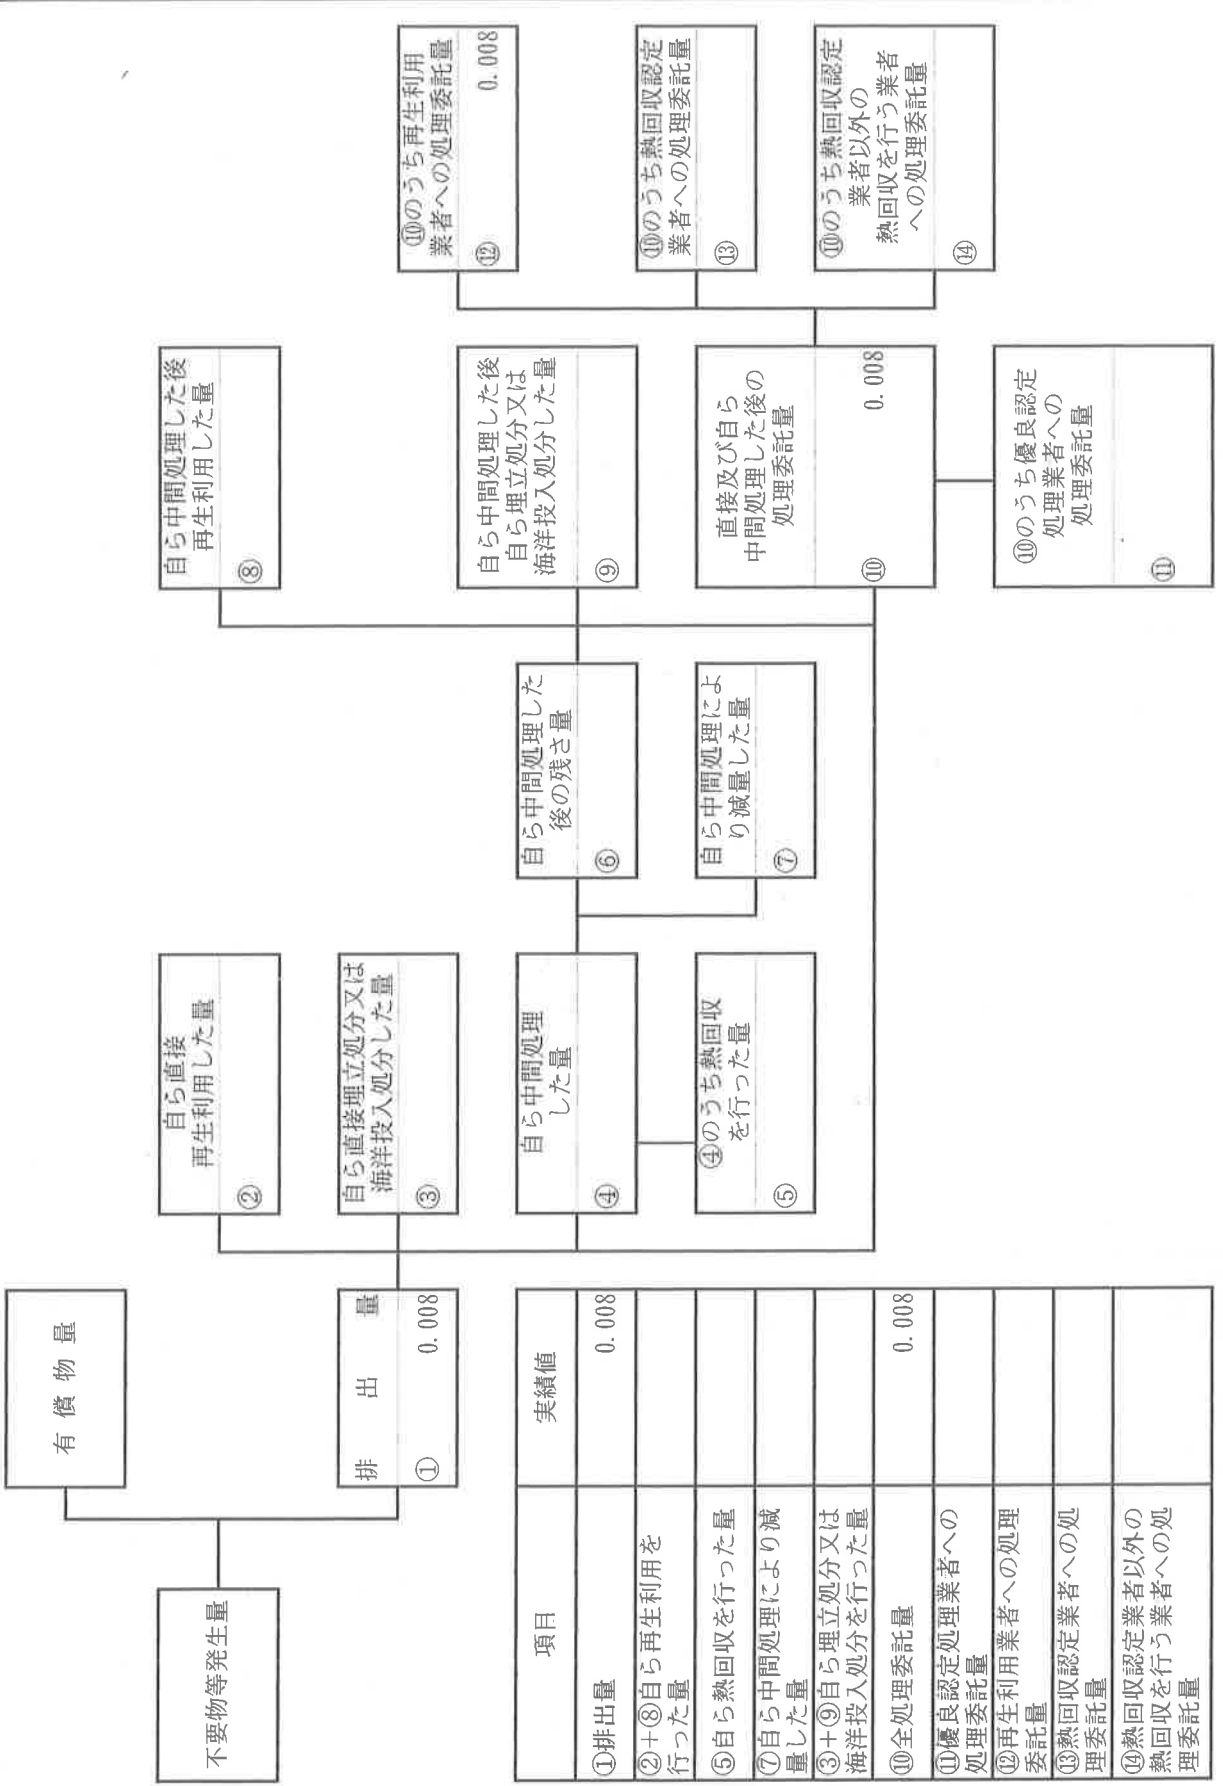 有償物量
不要物等発生量
排出量
① 0.008
自ら直接
再生利用した量
②
自ら直接埋立処分又は
海洋投入処分した量
③
自ら中間処理
した量
④
④のうち熱回収
を行った量
⑤
自ら中間処理した
後の残さ量
⑥
自ら中間処理によ
り減量した量
⑦
自ら中間処理した後
再生利用した量
⑧
自ら中間処理した後
自ら埋立処分又は
海洋投入処分した量
⑨
直接及び自ら
中間処理した後の
処理委託量
⑩ 0.008
⑩のうち優良認定
処理業者への
処理委託量
⑪
⑩のうち再生利用
業者への処理委託量
⑫ 0.008
⑩のうち熱回収認定
業者への処理委託量
⑬
⑩のうち熱回収認定
業者以外の
熱回収を行う業者
への処理委託量
⑭
項目 実績値
①排出量 0.008
②+⑧自ら再生利用を
行った量
⑤自ら熱回収を行った量
⑦自ら中間処理により減
量した量
③+⑨自ら埋立処分又は
海洋投入処分を行った量
⑩全処理委託量 0.008
⑪優良認定処理業者への
処理委託量
⑫再生利用業者への処理
委託量
⑬熱回収認定業者への処
理委託量
⑭熱回収認定業者以外の
熱回収を行う業者への処
理委託量